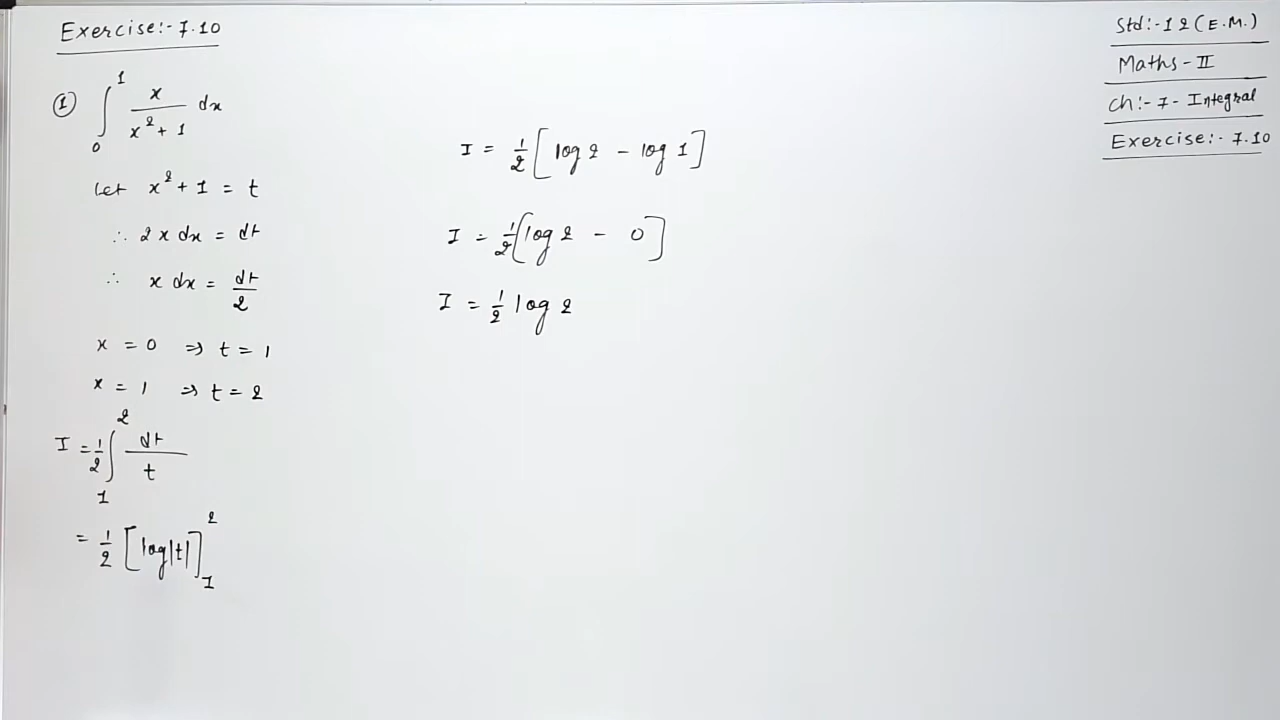 Exercise:- 7.10
① ∫₀¹ x/(x² + 1) dx
Let x² + 1 = t
∴ 2x dx = dt
∴ x dx = dt/2
x = 0 ⇒ t = 1
x = 1 ⇒ t = 2
I = 1/2 ∫₁² dt/t
= 1/2 [log|t|]₁²
I = 1/2 [log 2 - log 1]
I = 1/2 [log 2 - 0]
I = 1/2 log 2
Std:- 12 (E.M.)
Maths - II
Ch:- 7 - Integral
Exercise:- 7.10